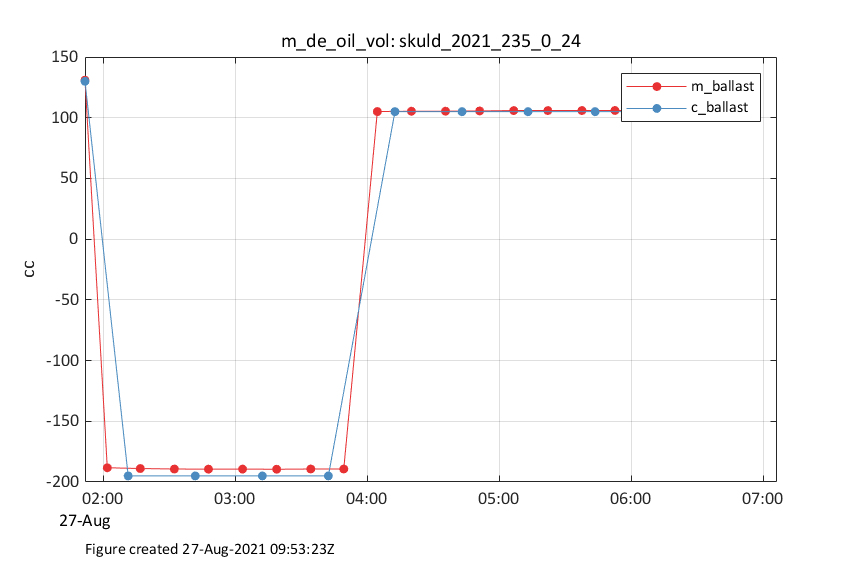 m_de_oil_vol: skuld_2021_235_0_24
150
100
50
0
-50
-100
-150
-200
cc
m_ballast
c_ballast
02:00 03:00 04:00 05:00 06:00 07:00
27-Aug
Figure created 27-Aug-2021 09:53:23Z